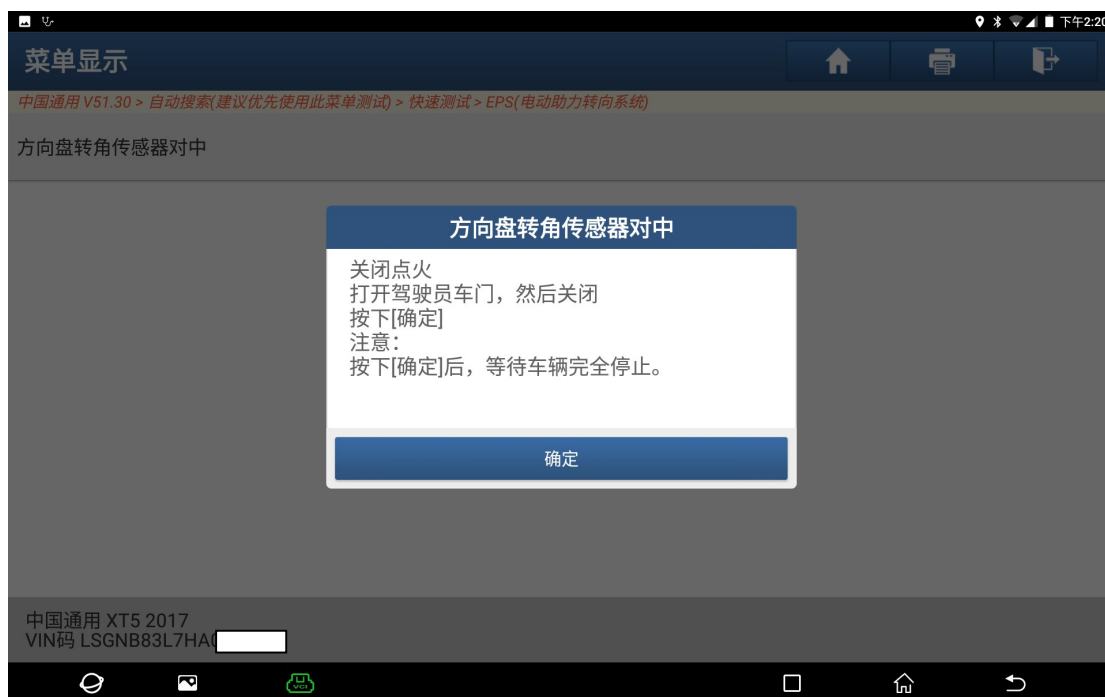 下午2:20
菜单显示
中国通用 V51.30 > 自动搜索(建议优先使用此菜单测试) > 快速测试 > EPS(电动助力转向系统)
方向盘转角传感器对中
方向盘转角传感器对中
关闭点火
打开驾驶员车门，然后关闭
按下[确定]
注意：
按下[确定]后，等待车辆完全停止。
确定
中国通用 XT5 2017
VIN码 LSGNB83L7HA
VCI